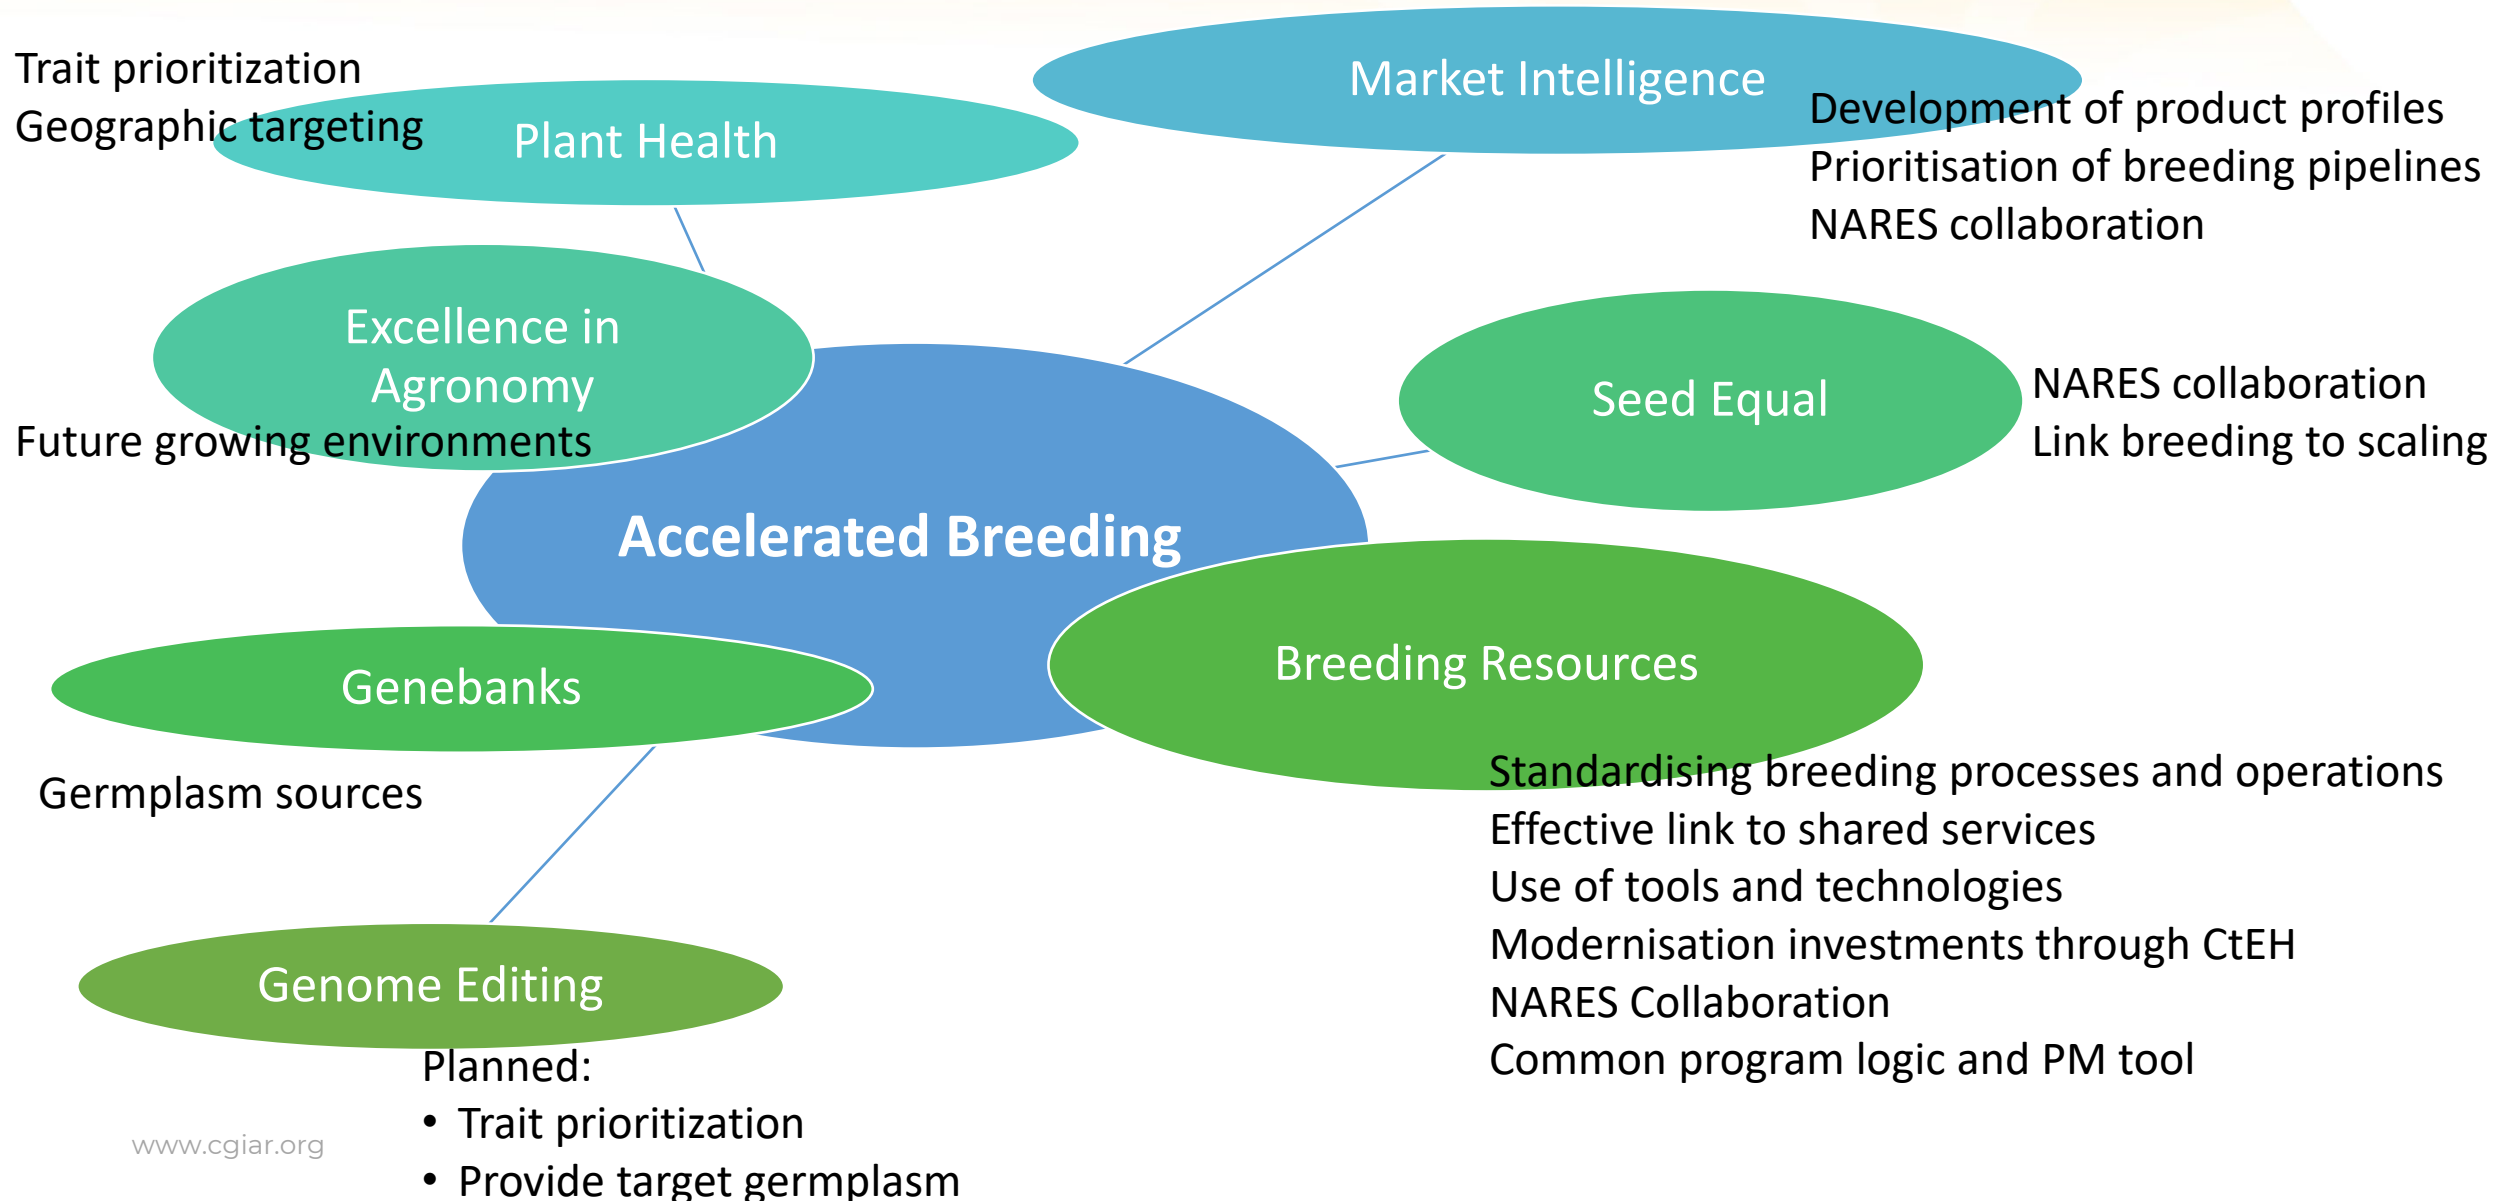 Trait prioritization
Geographic targeting
Plant Health
Market Intelligence
Development of product profiles
Prioritisation of breeding pipelines
NARES collaboration
Excellence in
Agronomy
Future growing environments
Seed Equal
NARES collaboration
Link breeding to scaling
Accelerated Breeding
Genebanks
Germplasm sources
Breeding Resources
Standardising breeding processes and operations
Effective link to shared services
Use of tools and technologies
Modernisation investments through CtEH
NARES Collaboration
Common program logic and PM tool
Genome Editing
Planned:
• Trait prioritization
• Provide target germplasm
www.cgiar.org